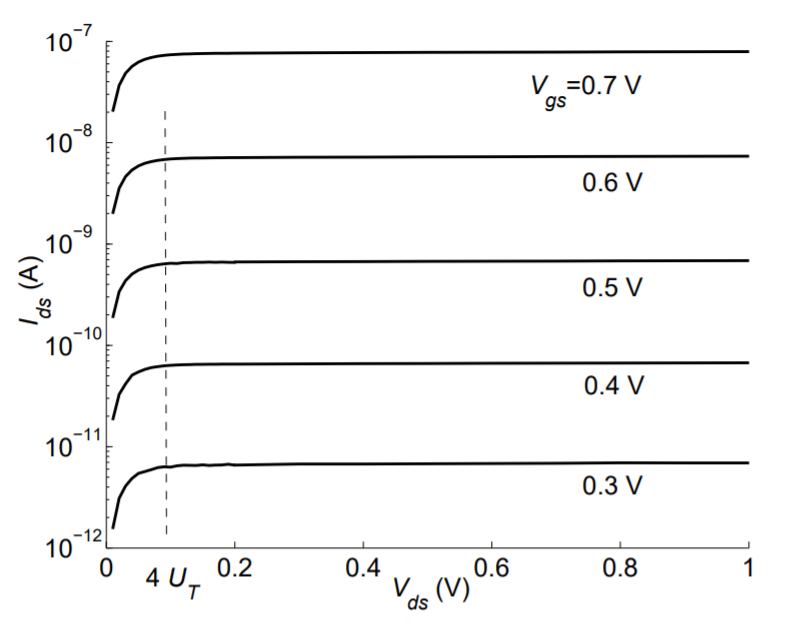 10⁻⁷
V_gs=0.7 V
10⁻⁸
0.6 V
10⁻⁹
0.5 V
I_ds (A)
10⁻¹⁰
0.4 V
10⁻¹¹
0.3 V
10⁻¹²
0 4 U_T 0.2 0.4 0.6 0.8 1
V_ds (V)